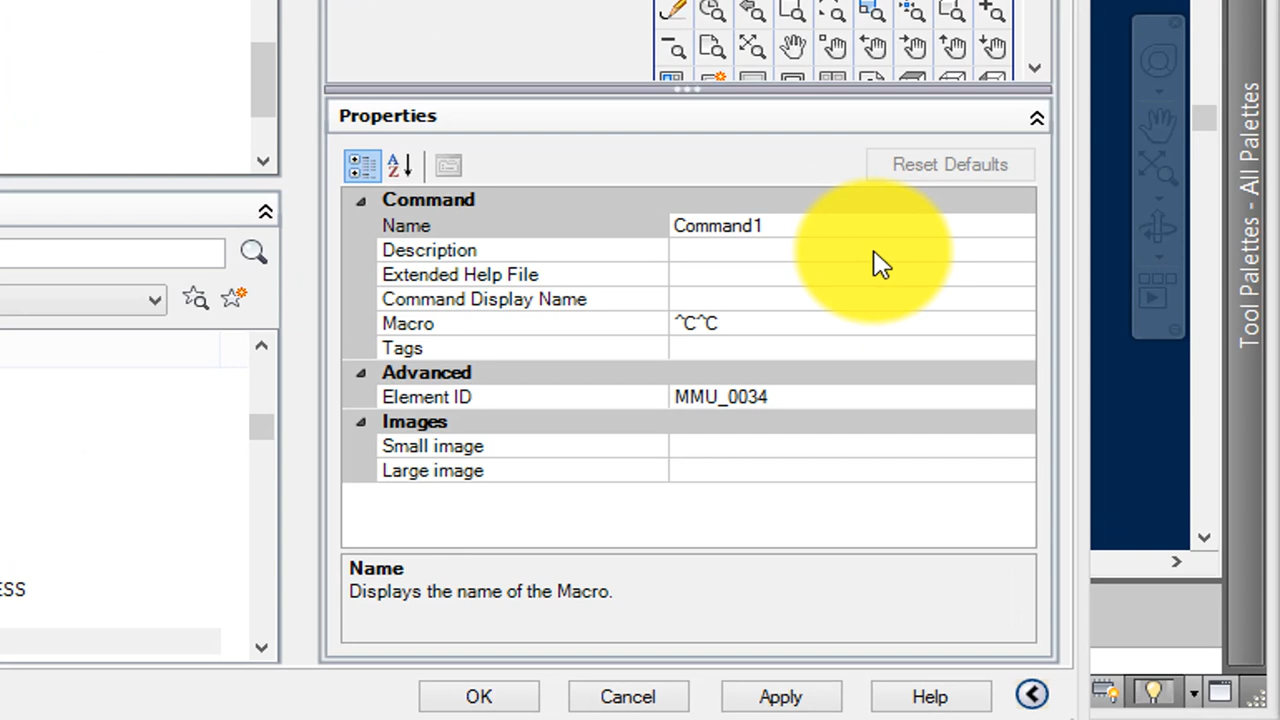 Properties
Reset Defaults
Command
Name Command1
Description
Extended Help File
Command Display Name
Macro ^C^C
Tags
Advanced
Element ID MMU_0034
Images
Small image
Large image
Name
Displays the name of the Macro.
ESS
OK Cancel Apply Help
Tool Palettes - All Palettes